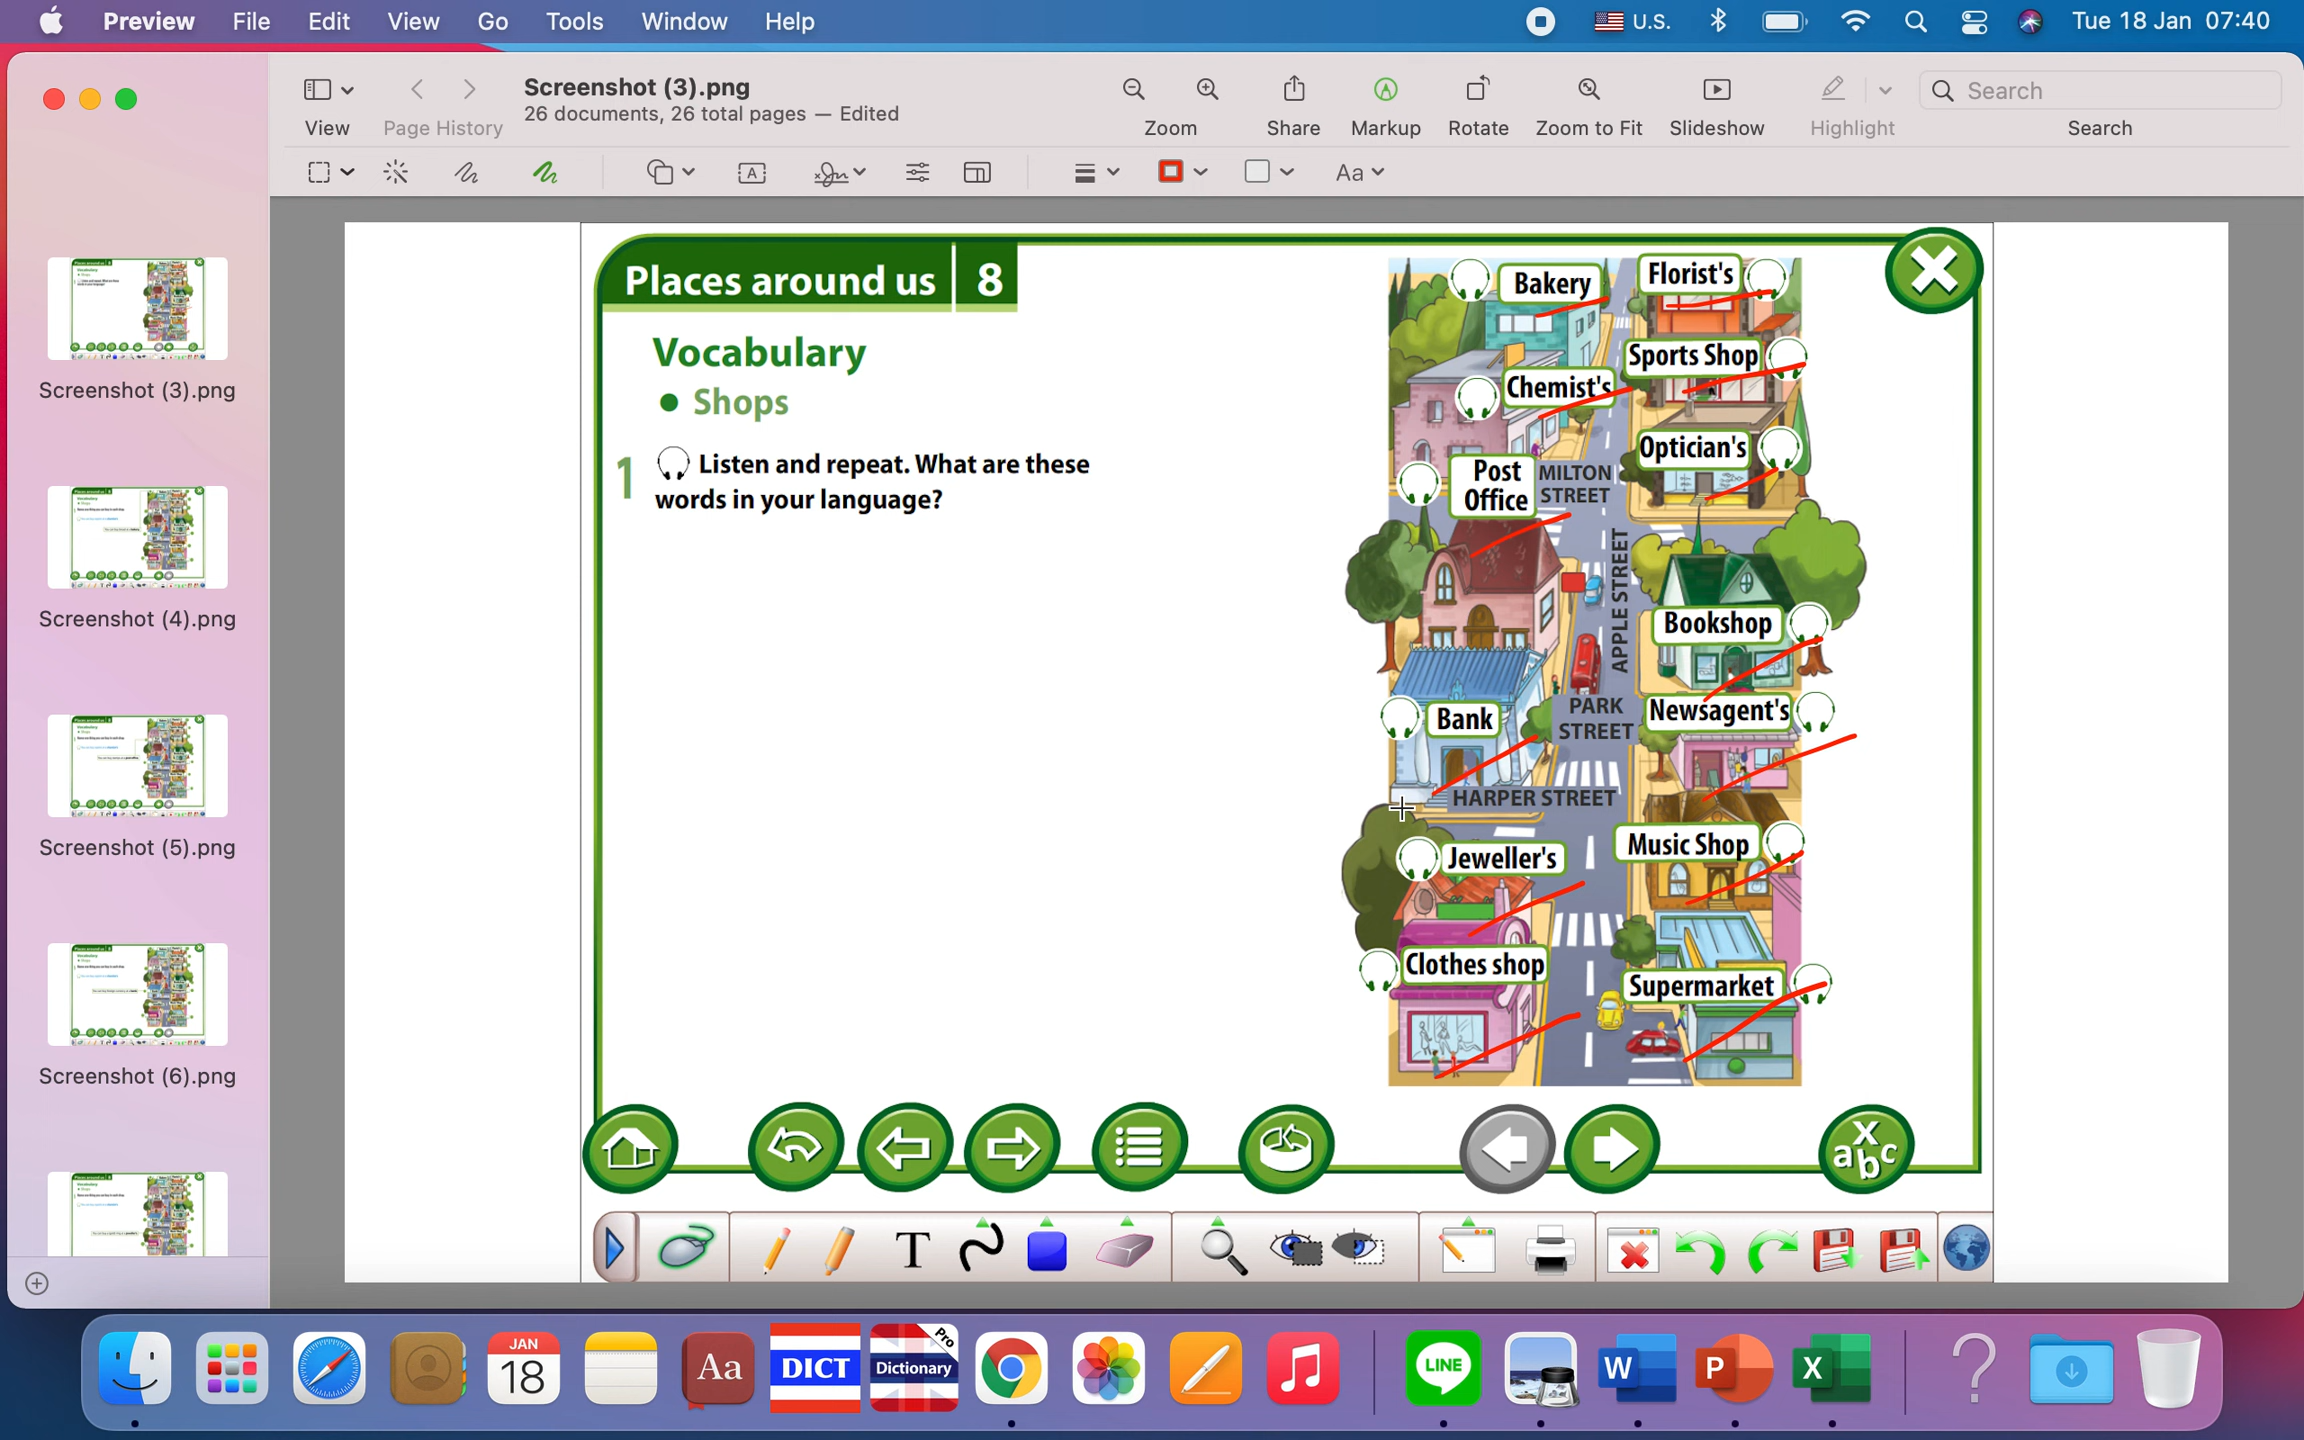 Preview File Edit View Go Tools Window Help U.S. Tue 18 Jan 07:40
Screenshot (3).png
26 documents, 26 total pages — Edited
View Page History Zoom Share Markup Rotate Zoom to Fit Slideshow Highlight Search
Search
A Aa
Screenshot (3).png
Screenshot (4).png
Screenshot (5).png
Screenshot (6).png
Places around us 8
Vocabulary
• Shops
1 Listen and repeat. What are these
words in your language?
Bakery
Florist's
Sports Shop
Chemist's
Optician's
Post
Office
MILTON
STREET
APPLE STREET
Bookshop
Bank
PARK
STREET
Newsagent's
HARPER STREET
Jeweller's
Music Shop
Clothes shop
Supermarket
X
abc
T
JAN
18
Aa
DICT
Pro
Dictionary
LINE
W
P
X
?